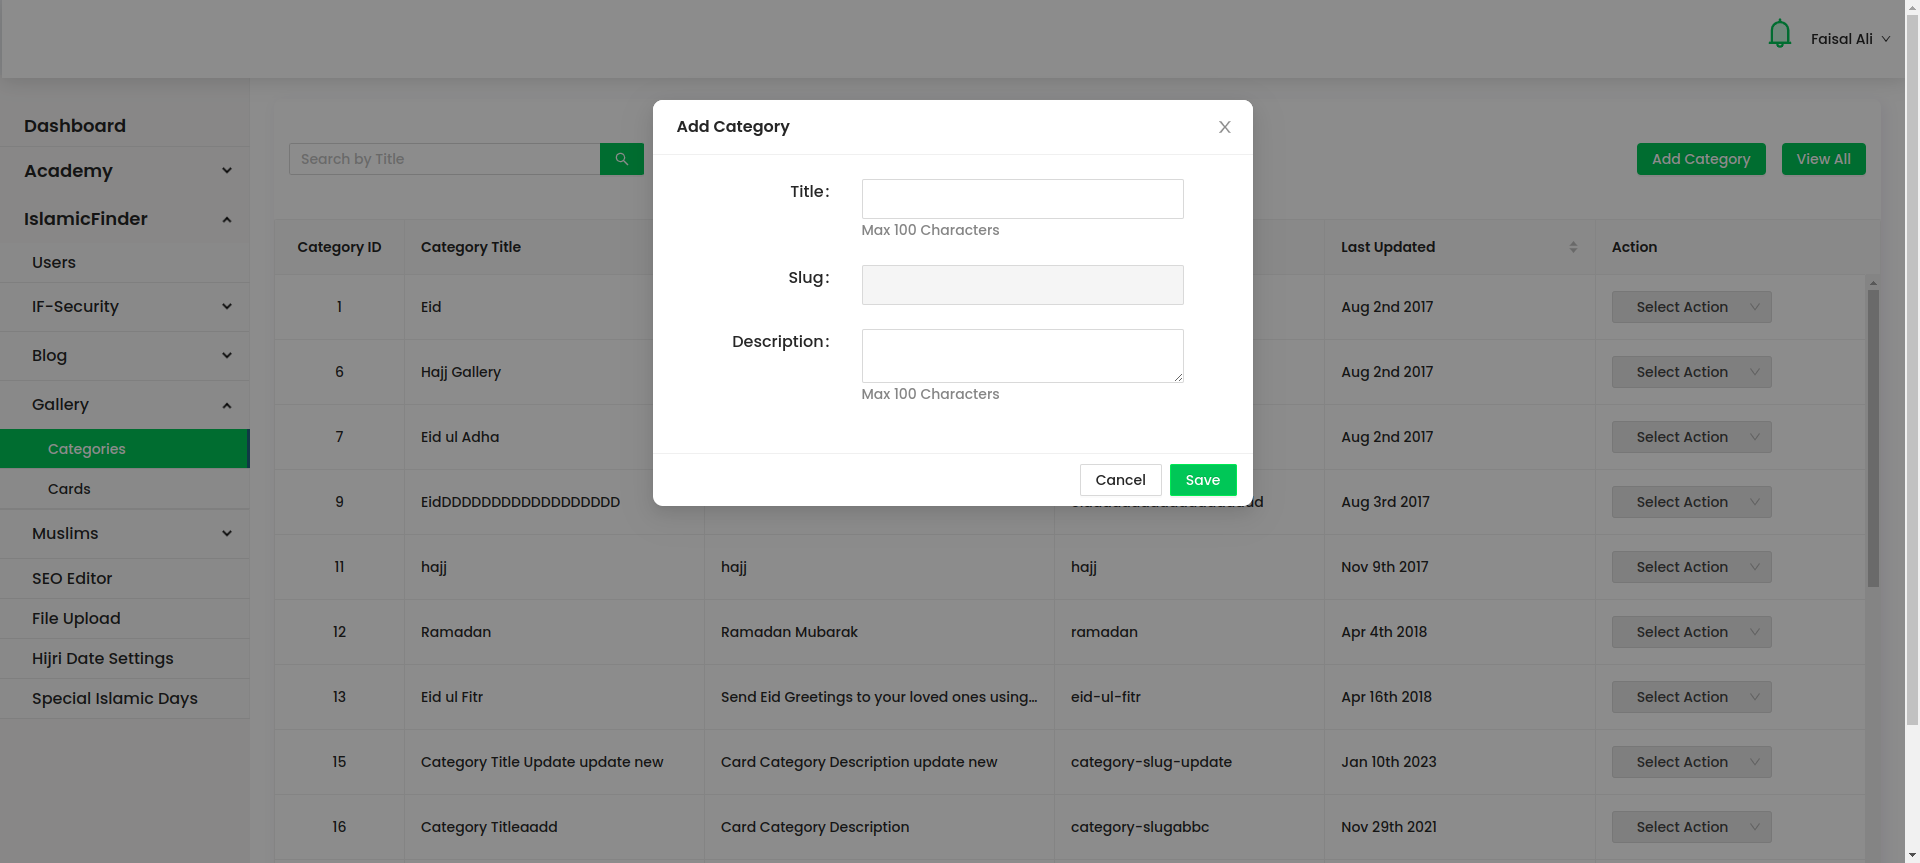 Faisal Ali
Dashboard
Academy
IslamicFinder
Users
IF-Security
Blog
Gallery
Categories
Cards
Muslims
SEO Editor
File Upload
Hijri Date Settings
Special Islamic Days
Search by Title
Add Category
View All
Add Category
X
Title:
Max 100 Characters
Slug:
Description:
Max 100 Characters
Cancel
Save
Category ID Category Title Last Updated Action
1 Eid Aug 2nd 2017 Select Action
6 Hajj Gallery Aug 2nd 2017 Select Action
7 Eid ul Adha Aug 2nd 2017 Select Action
9 EidDDDDDDDDDDDDDDDDDD Aug 3rd 2017 Select Action
11 hajj hajj hajj Nov 9th 2017 Select Action
12 Ramadan Ramadan Mubarak ramadan Apr 4th 2018 Select Action
13 Eid ul Fitr Send Eid Greetings to your loved ones using... eid-ul-fitr Apr 16th 2018 Select Action
15 Category Title Update update new Card Category Description update new category-slug-update Jan 10th 2023 Select Action
16 Category Titleaadd Card Category Description category-slugabbc Nov 29th 2021 Select Action